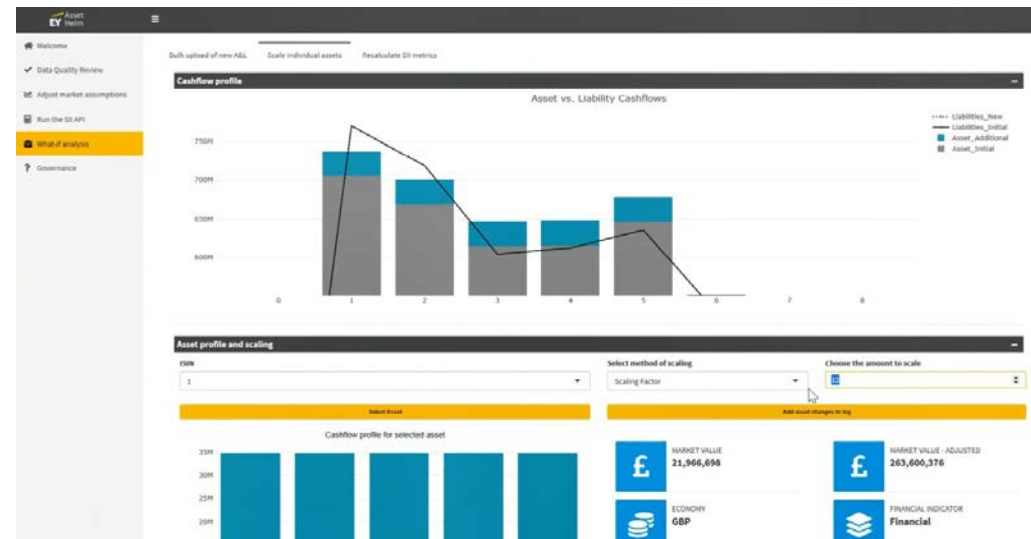 EY Asset Helm
Welcome
Data Quality Review
Adjust market assumptions
Run the SII API
What-if analysis
Governance
Bulk upload of new A&L
Scale individual assets
Recalculate SII metrics
Cashflow profile
Asset vs. Liability Cashflows
Liabilities_New
Liabilities_Initial
Asset_Additional
Asset_Initial
750M
700M
650M
600M
0 1 2 3 4 5 6 7 8
Asset profile and scaling
ISIN
1
Select Asset
Select method of scaling
Scaling Factor
Choose the amount to scale
12
Add asset changes to log
Cashflow profile for selected asset
35M
30M
25M
20M
£
MARKET VALUE
21,966,698
£
MARKET VALUE - ADJUSTED
263,600,376
ECONOMY
GBP
FINANCIAL INDICATOR
Financial